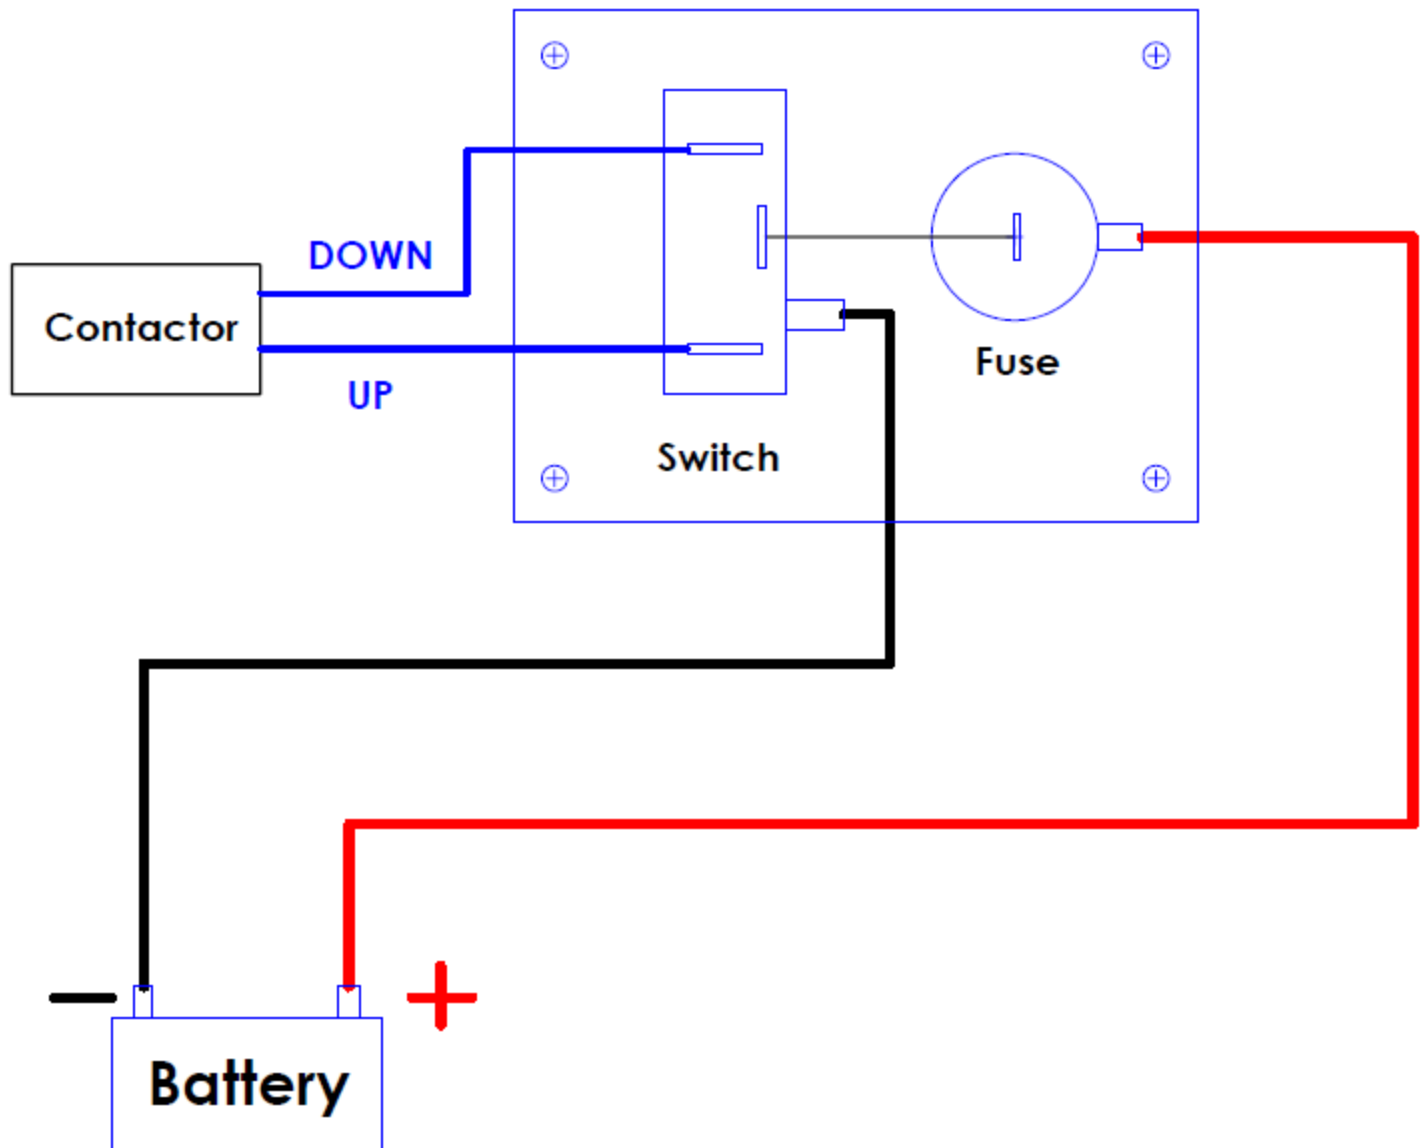 DOWN
Contactor
UP
Fuse
Switch
− +
Battery